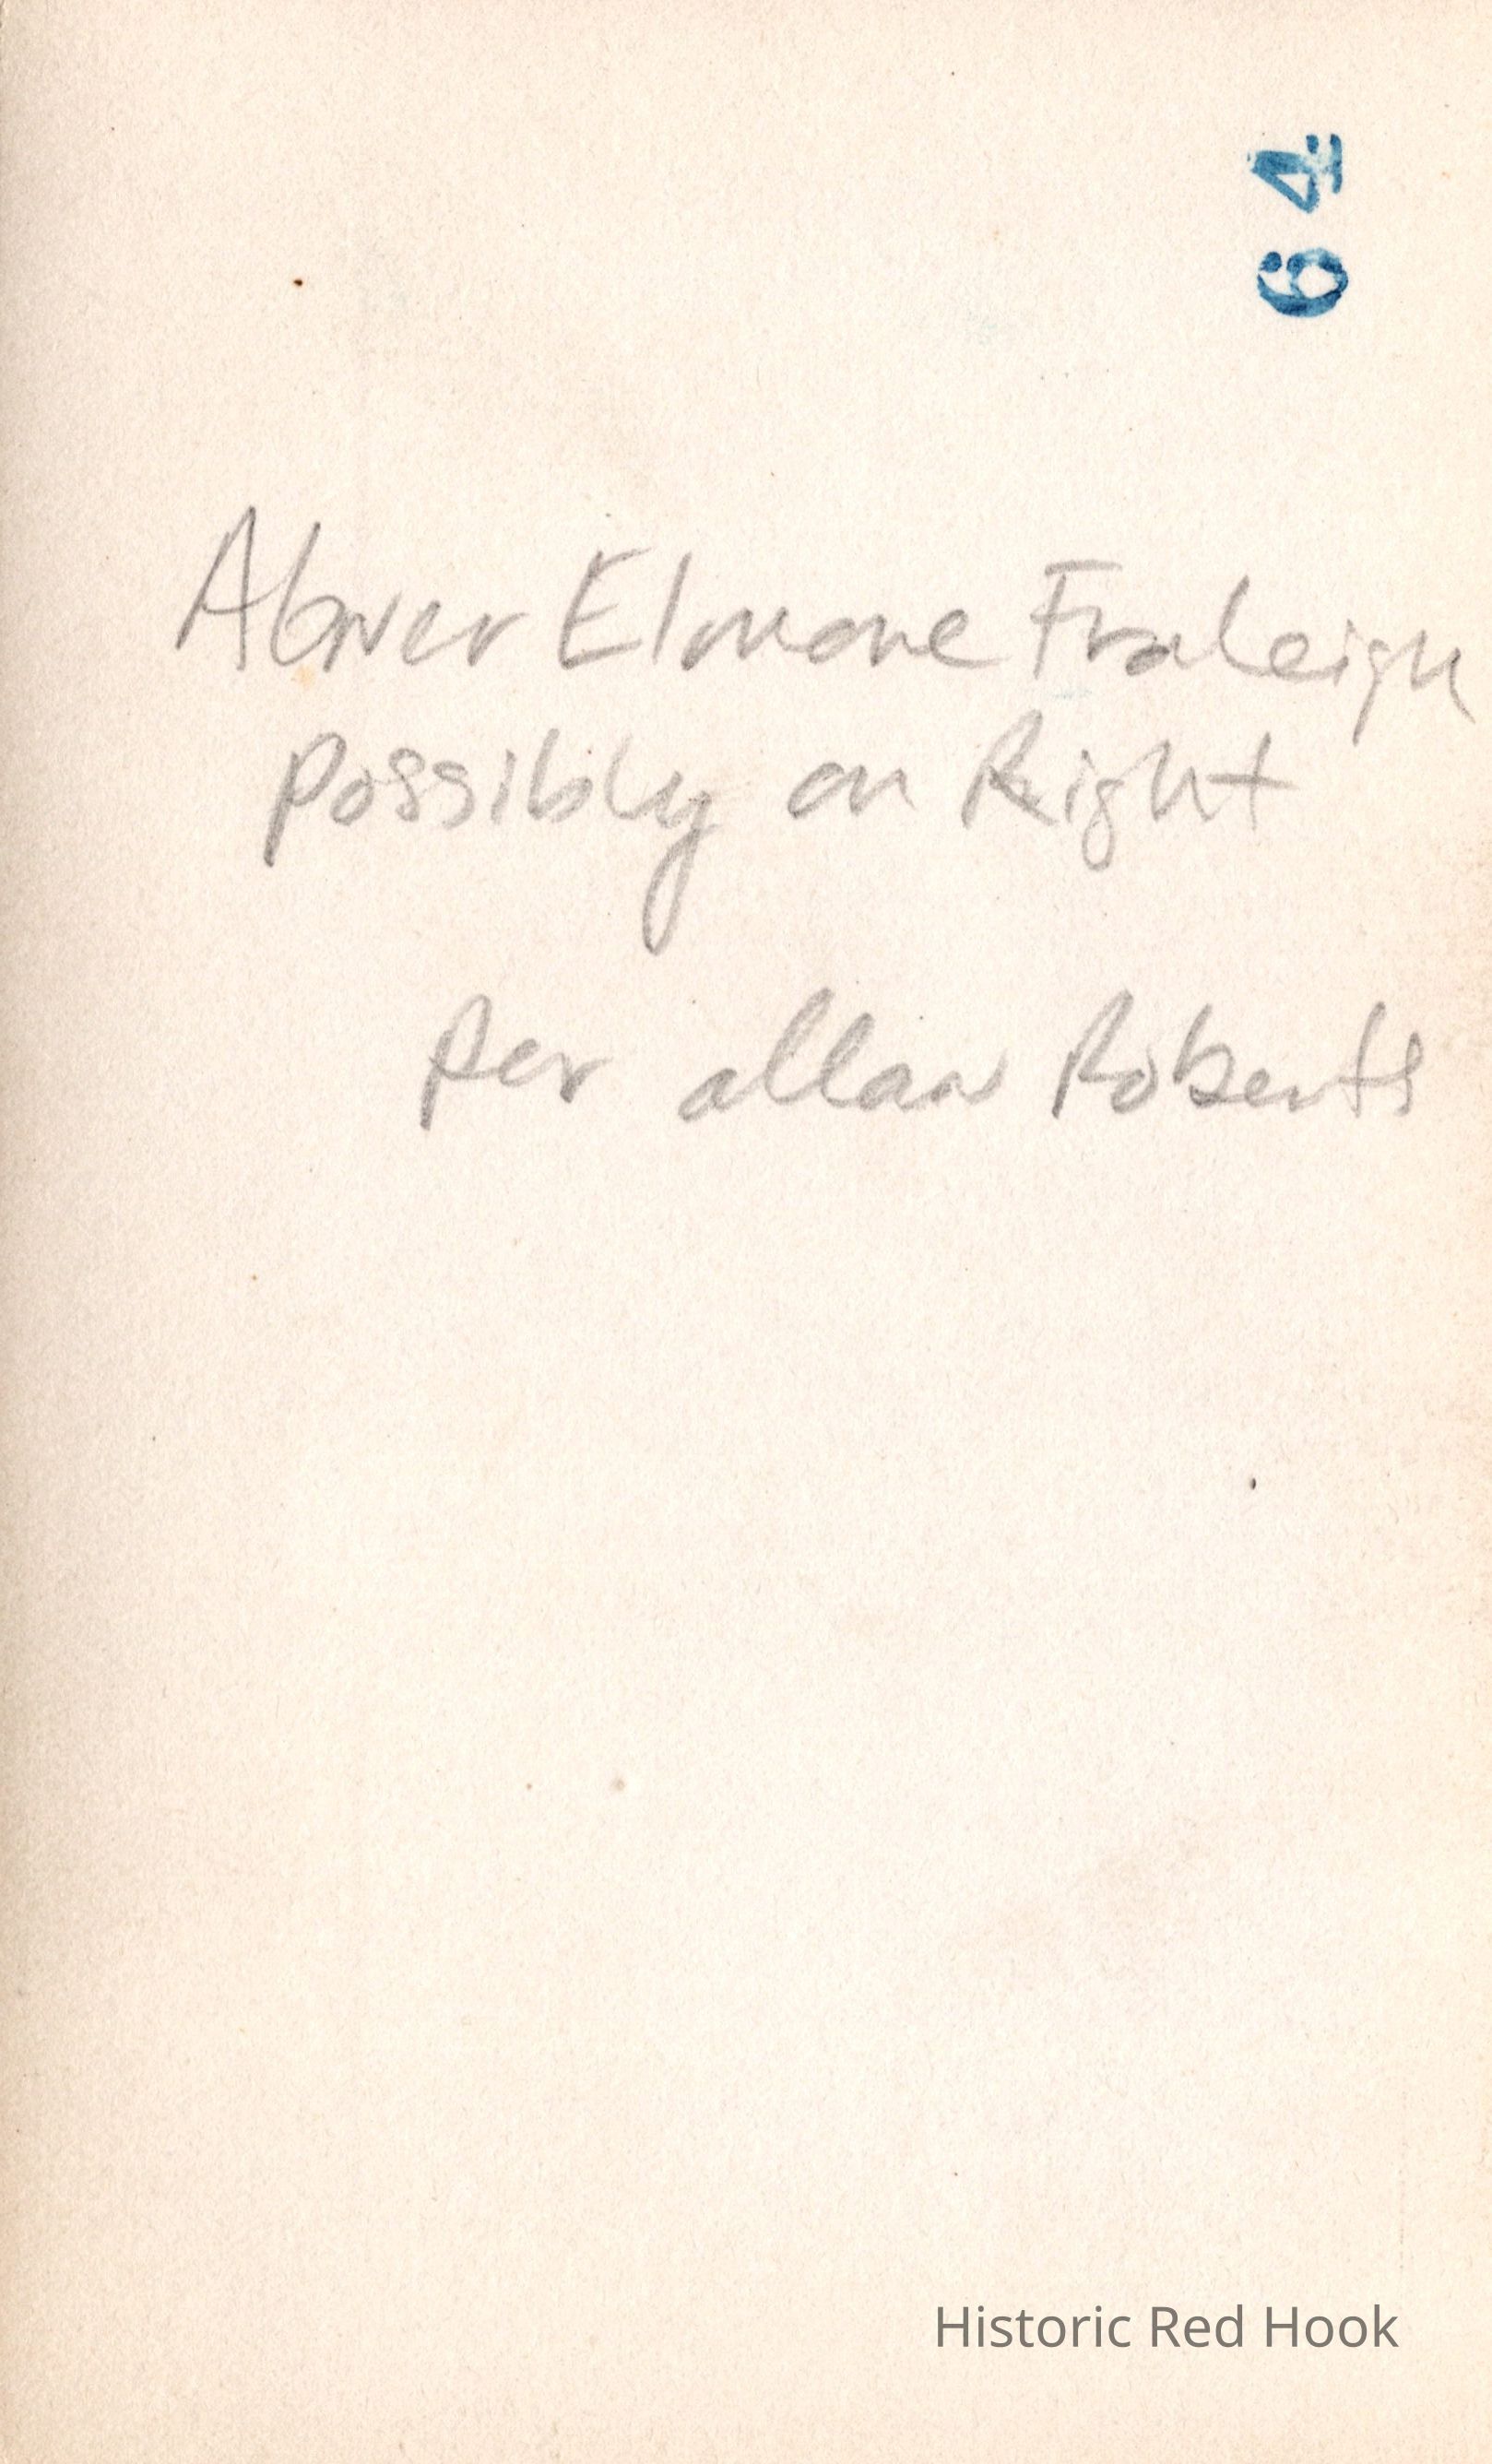 64
Abner Elmore Fraleigh
Possibly on Right
Per allan Roberts
Historic Red Hook